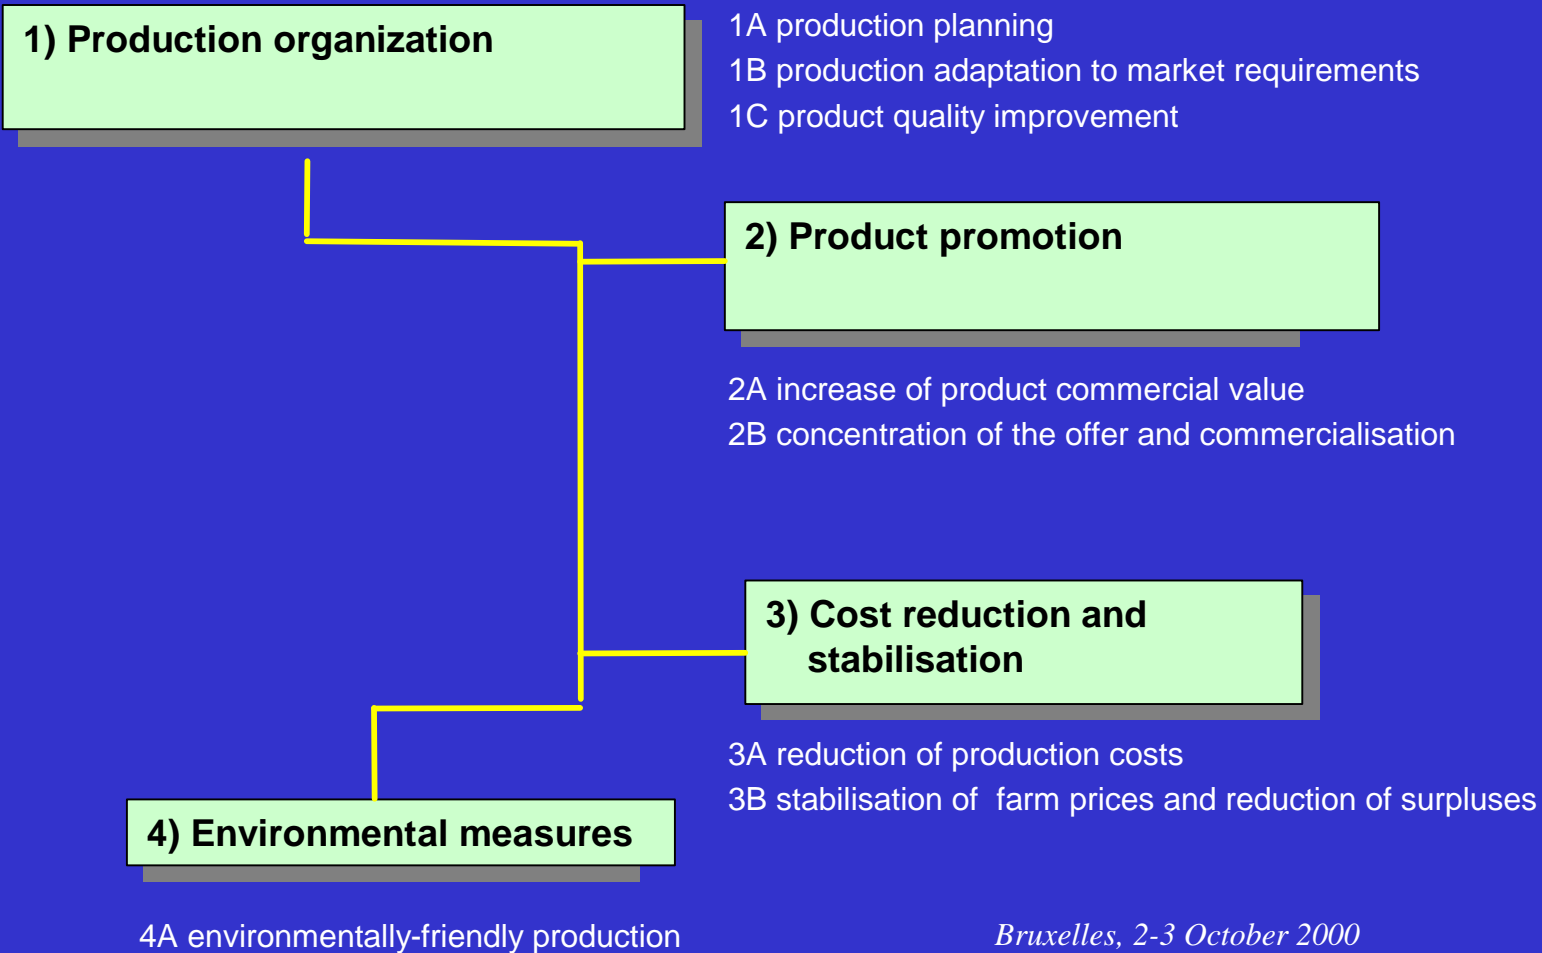 1) Production organization
1A production planning
1B production adaptation to market requirements
1C product quality improvement
2) Product promotion
2A increase of product commercial value
2B concentration of the offer and commercialisation
3) Cost reduction and
stabilisation
3A reduction of production costs
3B stabilisation of  farm prices and reduction of surpluses
4) Environmental measures
4A environmentally-friendly production
Bruxelles, 2-3 October 2000